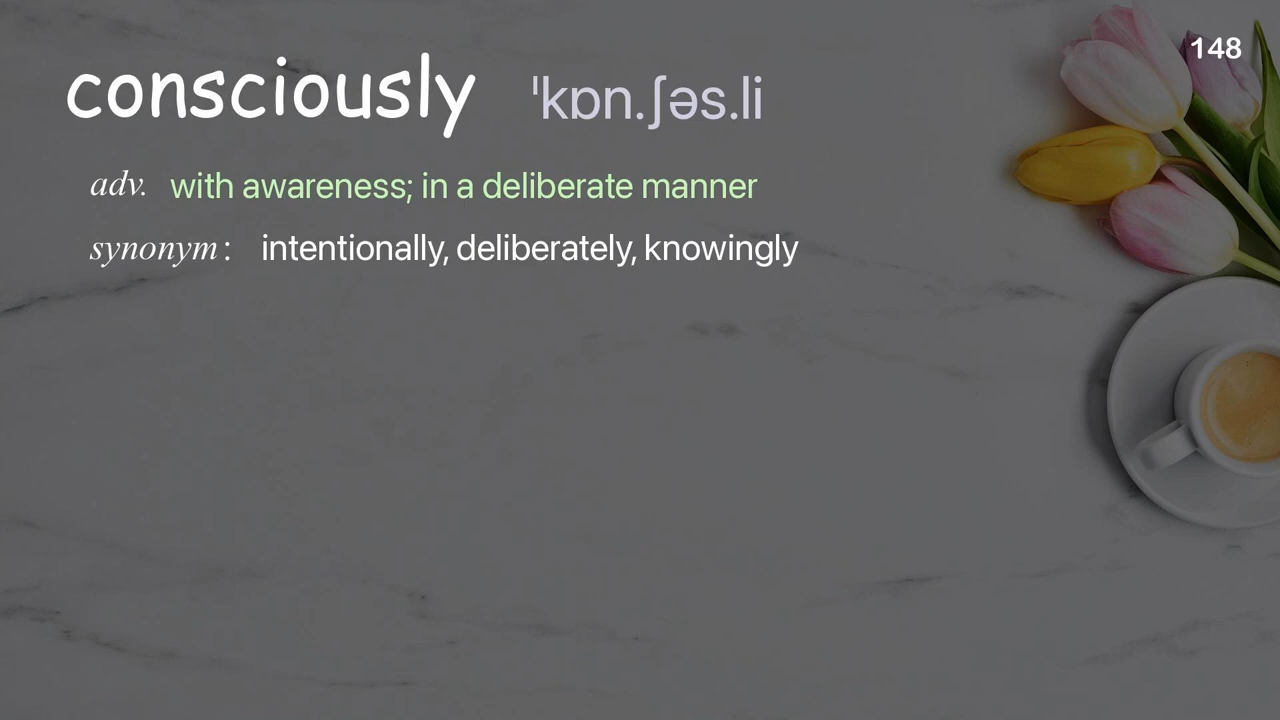 148
consciously ˈkɒn.ʃəs.li
adv. with awareness; in a deliberate manner
synonym: intentionally, deliberately, knowingly